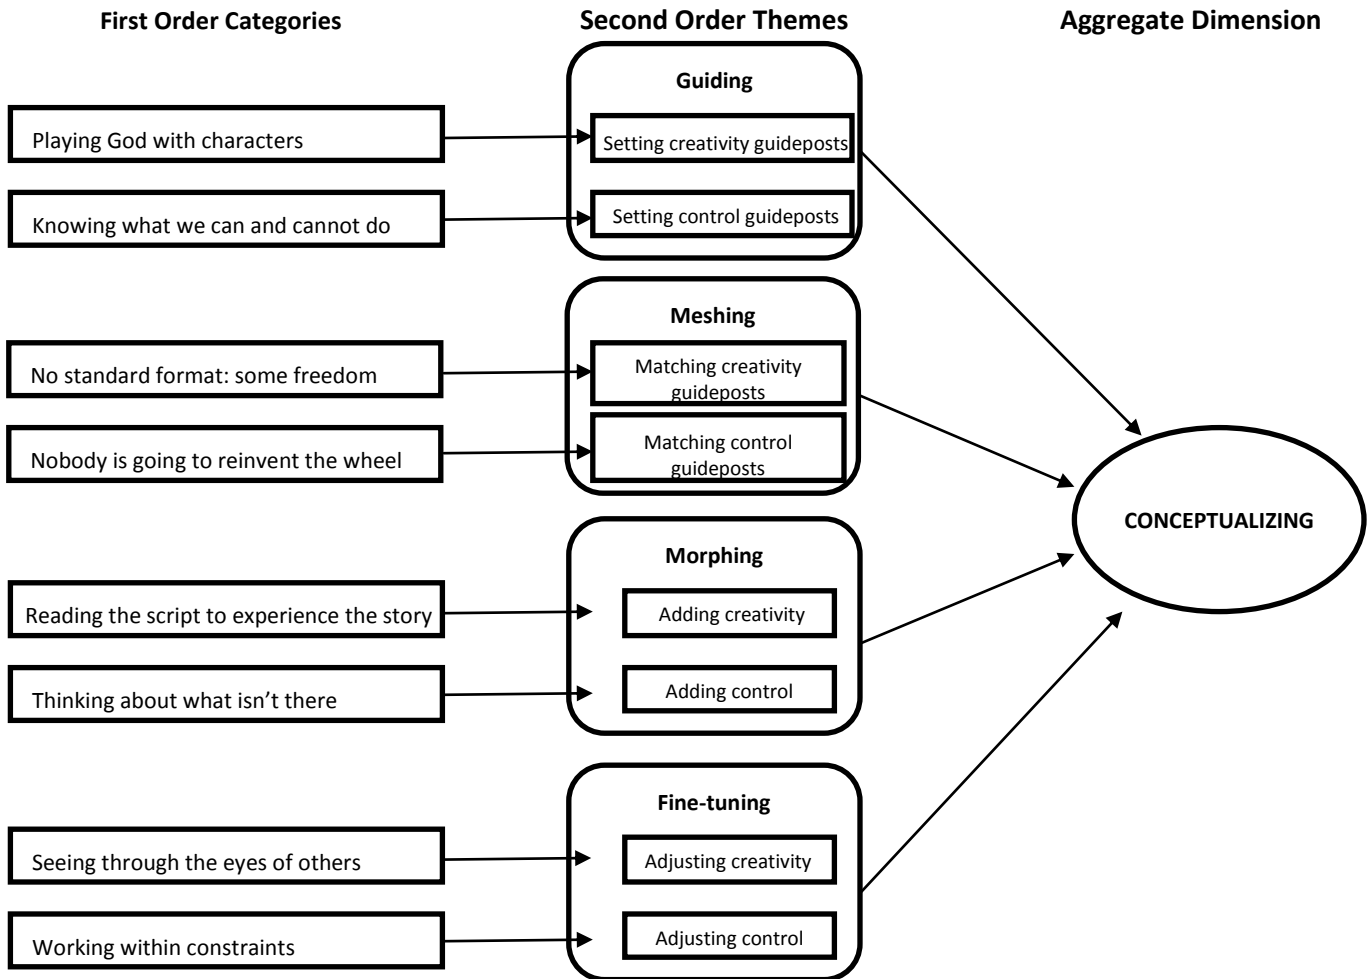 First Order Categories
Second Order Themes
Aggregate Dimension
Guiding
Playing God with characters
Setting creativity guideposts
Knowing what we can and cannot do
Setting control guideposts
Meshing
No standard format: some freedom
Matching creativity
guideposts
Nobody is going to reinvent the wheel
Matching control
guideposts
CONCEPTUALIZING
Morphing
Reading the script to experience the story
Adding creativity
Thinking about what isn’t there
Adding control
Fine-tuning
Seeing through the eyes of others
Adjusting creativity
Working within constraints
Adjusting control